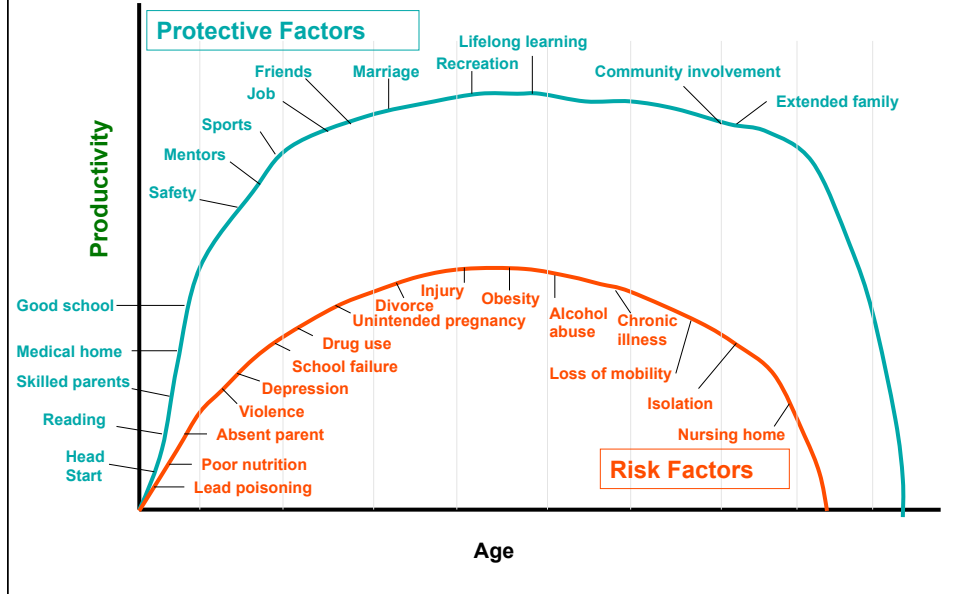 Protective Factors
Lifelong learning
Recreation
Friends
Marriage
Community involvement
Job
Extended family
Sports
Mentors
Safety
Productivity
Good school
Medical home
Skilled parents
Reading
Head
Start
Injury
Obesity
Divorce
Unintended pregnancy
Alcohol
abuse
Chronic
illness
Drug use
School failure
Loss of mobility
Depression
Isolation
Violence
Absent parent
Nursing home
Poor nutrition
Lead poisoning
Risk Factors
Age